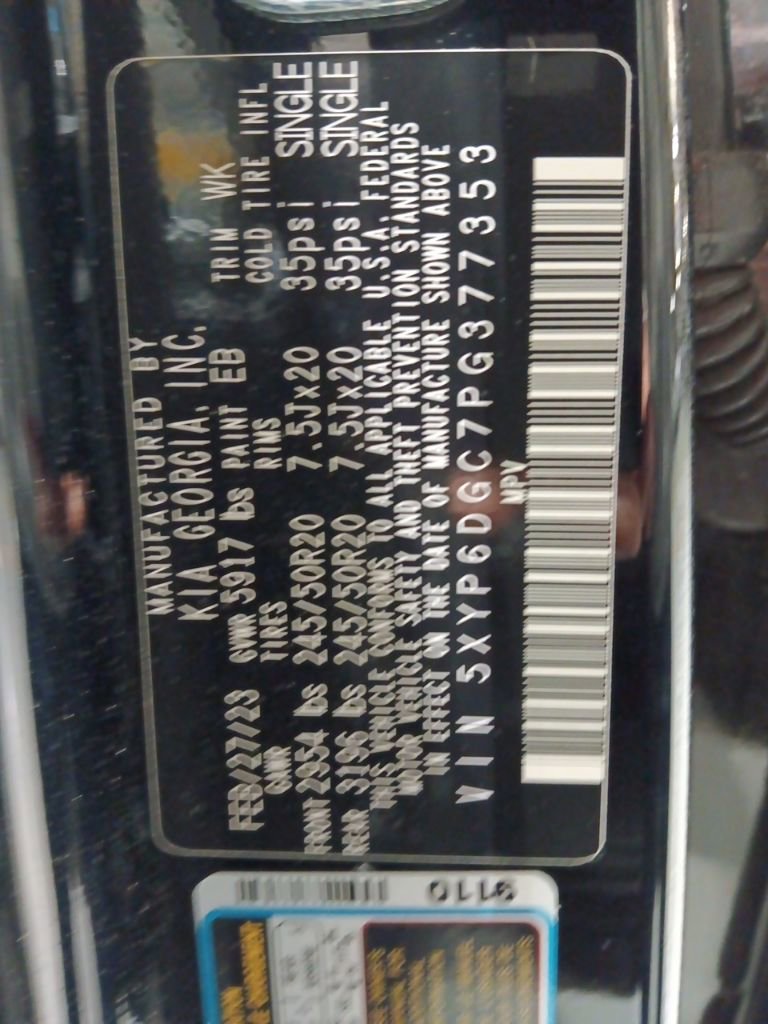 MANUFACTURED BY
KIA GEORGIA, INC.
FEB/27/23 GVWR 5917 lbs PAINT EB TRIM WK
GAWR TIRES RIMS COLD TIRE INFL
FRONT 2954 lbs 245/50R20 7.5Jx20 35psi SINGLE
REAR 3196 lbs 245/50R20 7.5Jx20 35psi SINGLE
THIS VEHICLE CONFORMS TO ALL APPLICABLE U.S.A. FEDERAL
MOTOR VEHICLE SAFETY AND THEFT PREVENTION STANDARDS
IN EFFECT ON THE DATE OF MANUFACTURE SHOWN ABOVE
VIN 5XYP6DGC7PG377353
MPV
9110